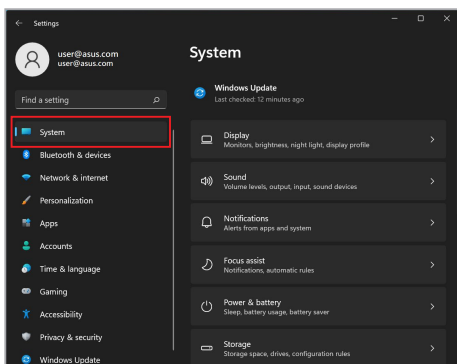 Settings
user@asus.com
user@asus.com
Find a setting
System
Bluetooth & devices
Network & internet
Personalization
Apps
Accounts
Time & language
Gaming
Accessibility
Privacy & security
Windows Update
System
Windows Update
Last checked: 12 minutes ago
Display
Monitors, brightness, night light, display profile
Sound
Volume levels, output, input, sound devices
Notifications
Alerts from apps and system
Focus assist
Notifications, automatic rules
Power & battery
Sleep, battery usage, battery saver
Storage
Storage space, drives, configuration rules